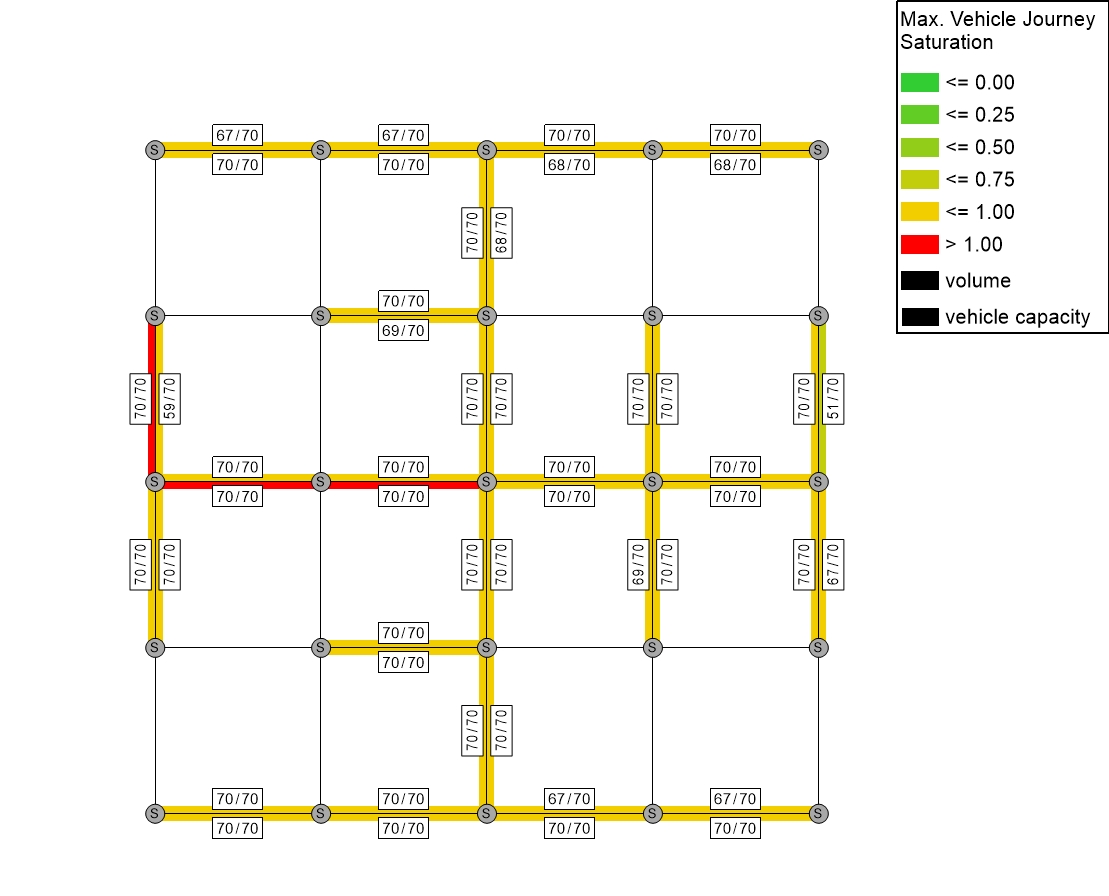 Max. Vehicle Journey
Saturation
<= 0.00
<= 0.25
<= 0.50
<= 0.75
<= 1.00
> 1.00
volume
vehicle capacity
67/70 67/70 70/70 70/70
S S S S S
70/70 70/70 68/70 68/70
70/70 68/70
70/70
S S S S S
69/70
70/70 59/70 70/70 70/70 70/70 70/70 70/70 51/70
70/70 70/70 70/70 70/70
S S S S S
70/70 70/70 70/70 70/70
70/70 70/70 70/70 70/70 69/70 70/70 70/70 67/70
70/70
S S S S S
70/70
70/70 70/70
70/70 70/70 67/70 67/70
S S S S S
70/70 70/70 70/70 70/70